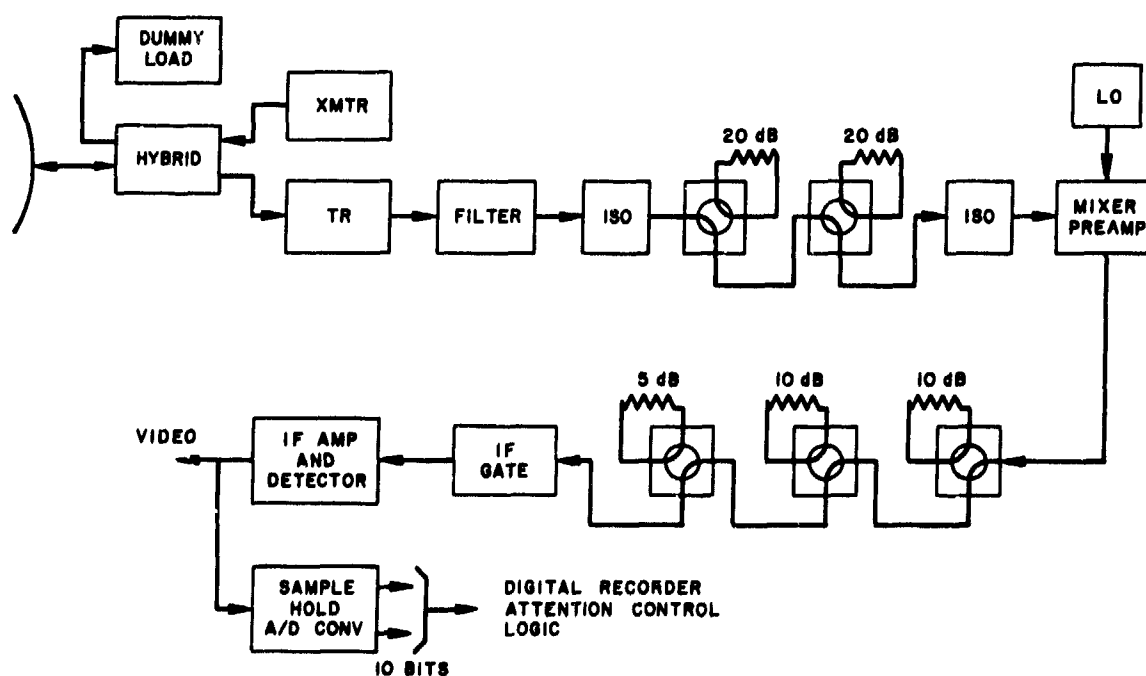 DUMMY
LOAD
XMTR
HYBRID
TR
FILTER
ISO
20 dB
20 dB
ISO
LO
MIXER
PREAMP
5 dB
10 dB
10 dB
VIDEO
IF AMP
AND
DETECTOR
IF
GATE
SAMPLE
HOLD
A/D CONV
10 BITS
DIGITAL RECORDER
ATTENTION CONTROL
LOGIC